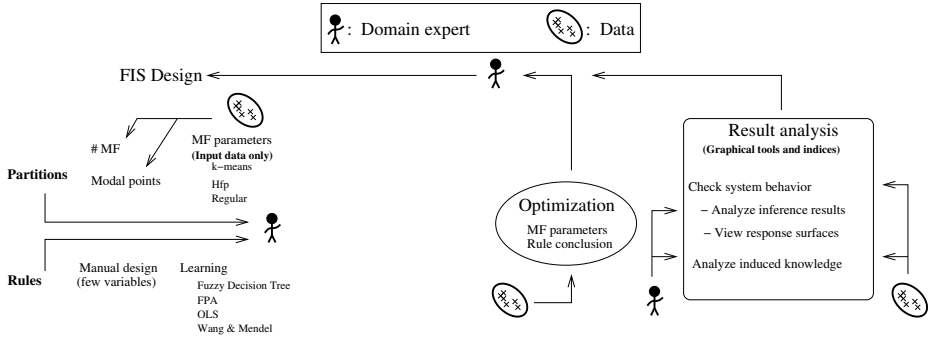 : Domain expert : Data
FIS Design
# MF
Modal points
MF parameters
(Input data only)
k-means
Hfp
Regular
Partitions
Rules
Manual design
(few variables)
Learning
Fuzzy Decision Tree
FPA
OLS
Wang & Mendel
Optimization
MF parameters
Rule conclusion
Result analysis
(Graphical tools and indices)
Check system behavior
- Analyze inference results
- View response surfaces
Analyze induced knowledge